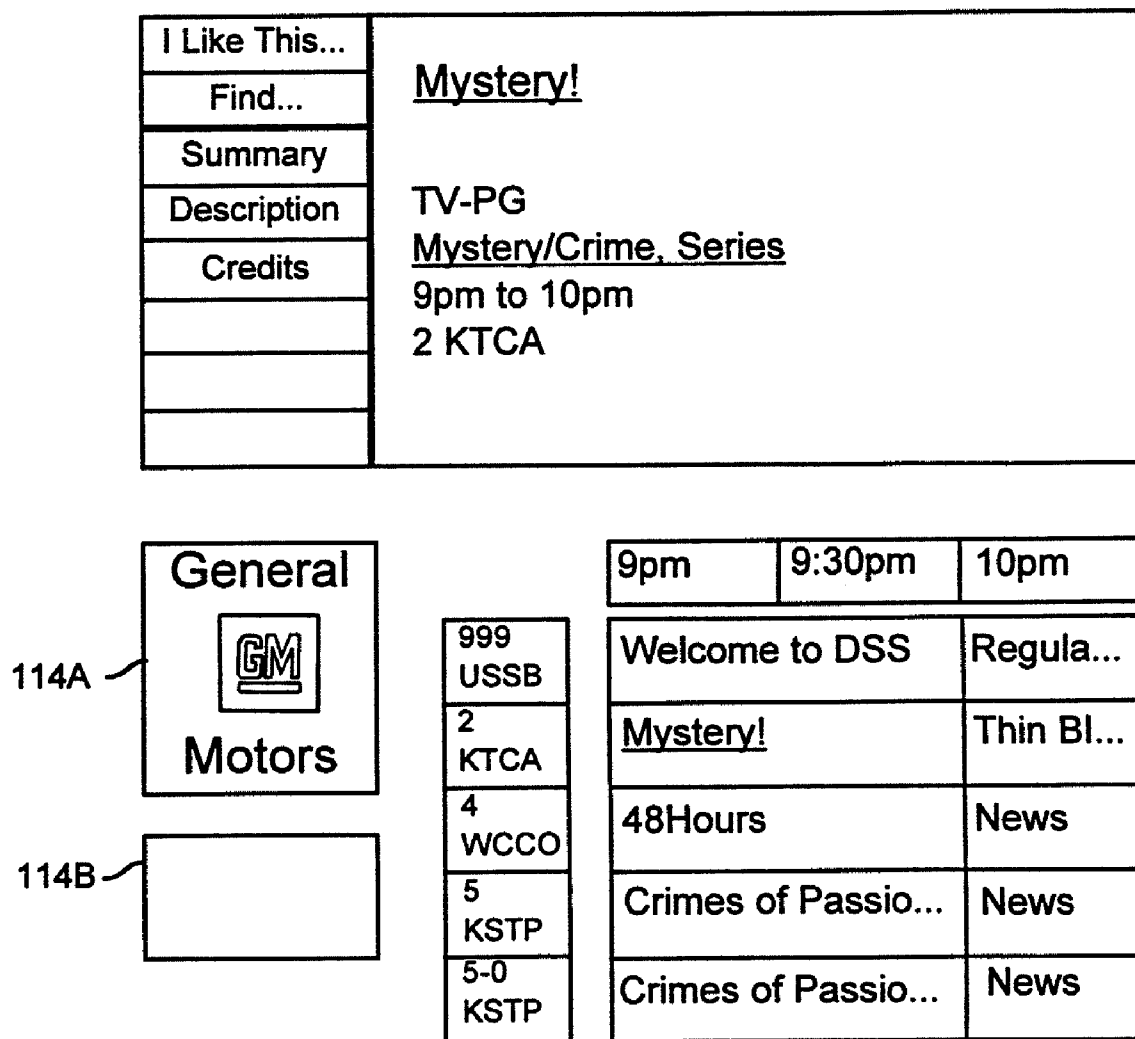 I Like This...
Find...
Summary
Description
Credits
Mystery!
TV-PG
Mystery/Crime, Series
9pm to 10pm
2 KTCA
General
GM
Motors
114A
114B
9pm 9:30pm 10pm
999
USSB
Welcome to DSS Regula...
2
KTCA
Mystery! Thin Bl...
4
WCCO
48Hours News
5
KSTP
Crimes of Passio... News
5-0
KSTP
Crimes of Passio... News